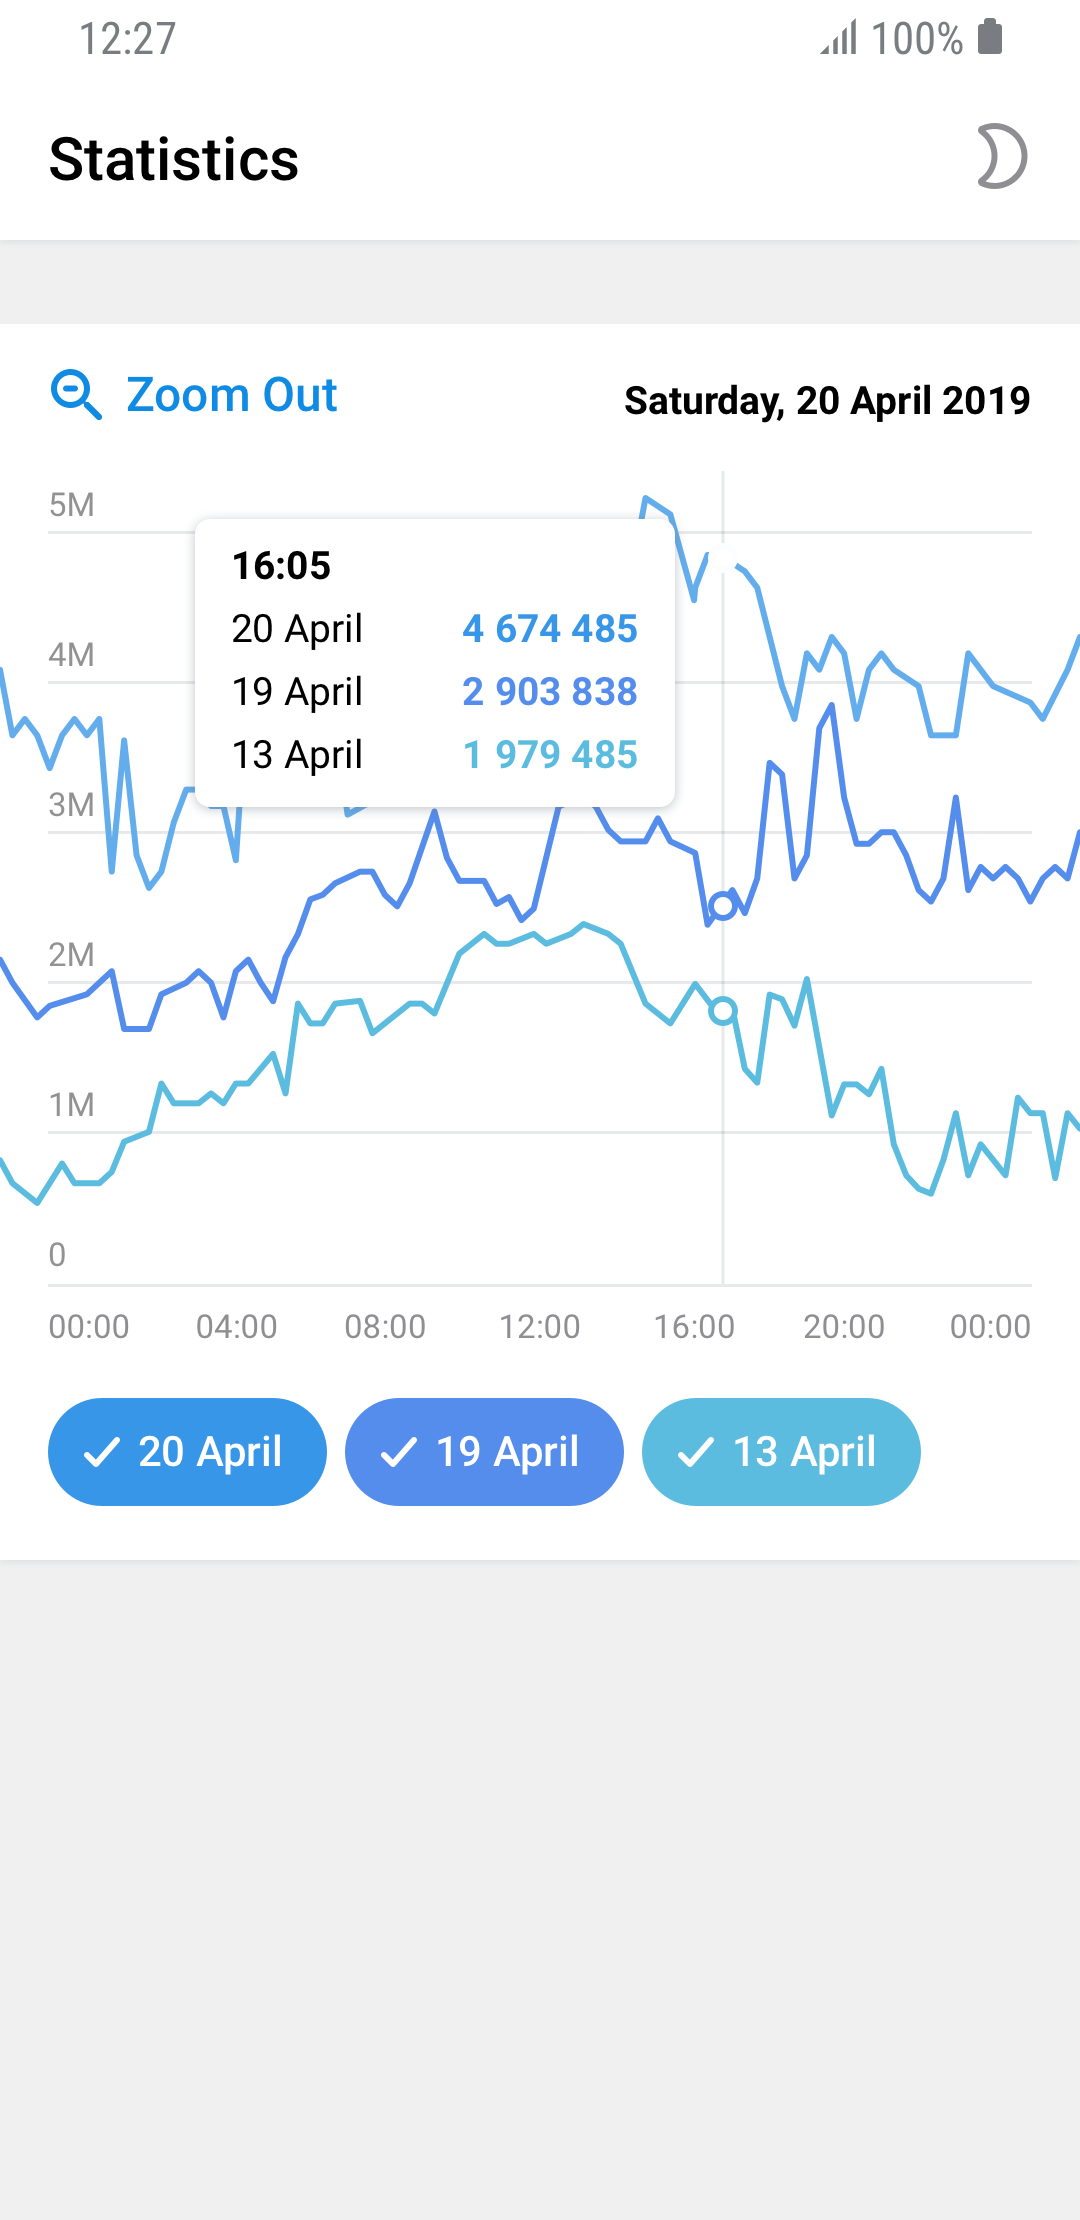 12:27 100%
Statistics
Zoom Out
Saturday, 20 April 2019
5M
16:05
20 April 4 674 485
4M
19 April 2 903 838
13 April 1 979 485
3M
2M
1M
0
00:00 04:00 08:00 12:00 16:00 20:00 00:00
20 April 19 April 13 April